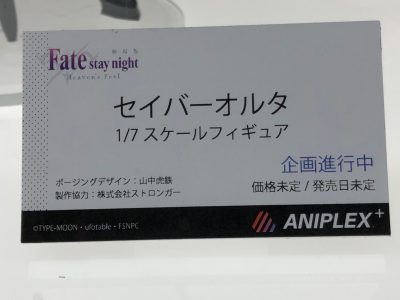 劇場版
Fate stay night
Heaven's Feel
セイバーオルタ
1/7 スケールフィギュア
企画進行中
ポージングデザイン：山中虎鉄
価格未定 / 発売日未定
製作協力：株式会社ストロンガー
©TYPE-MOON・ufotable・FSNPC
ANIPLEX+